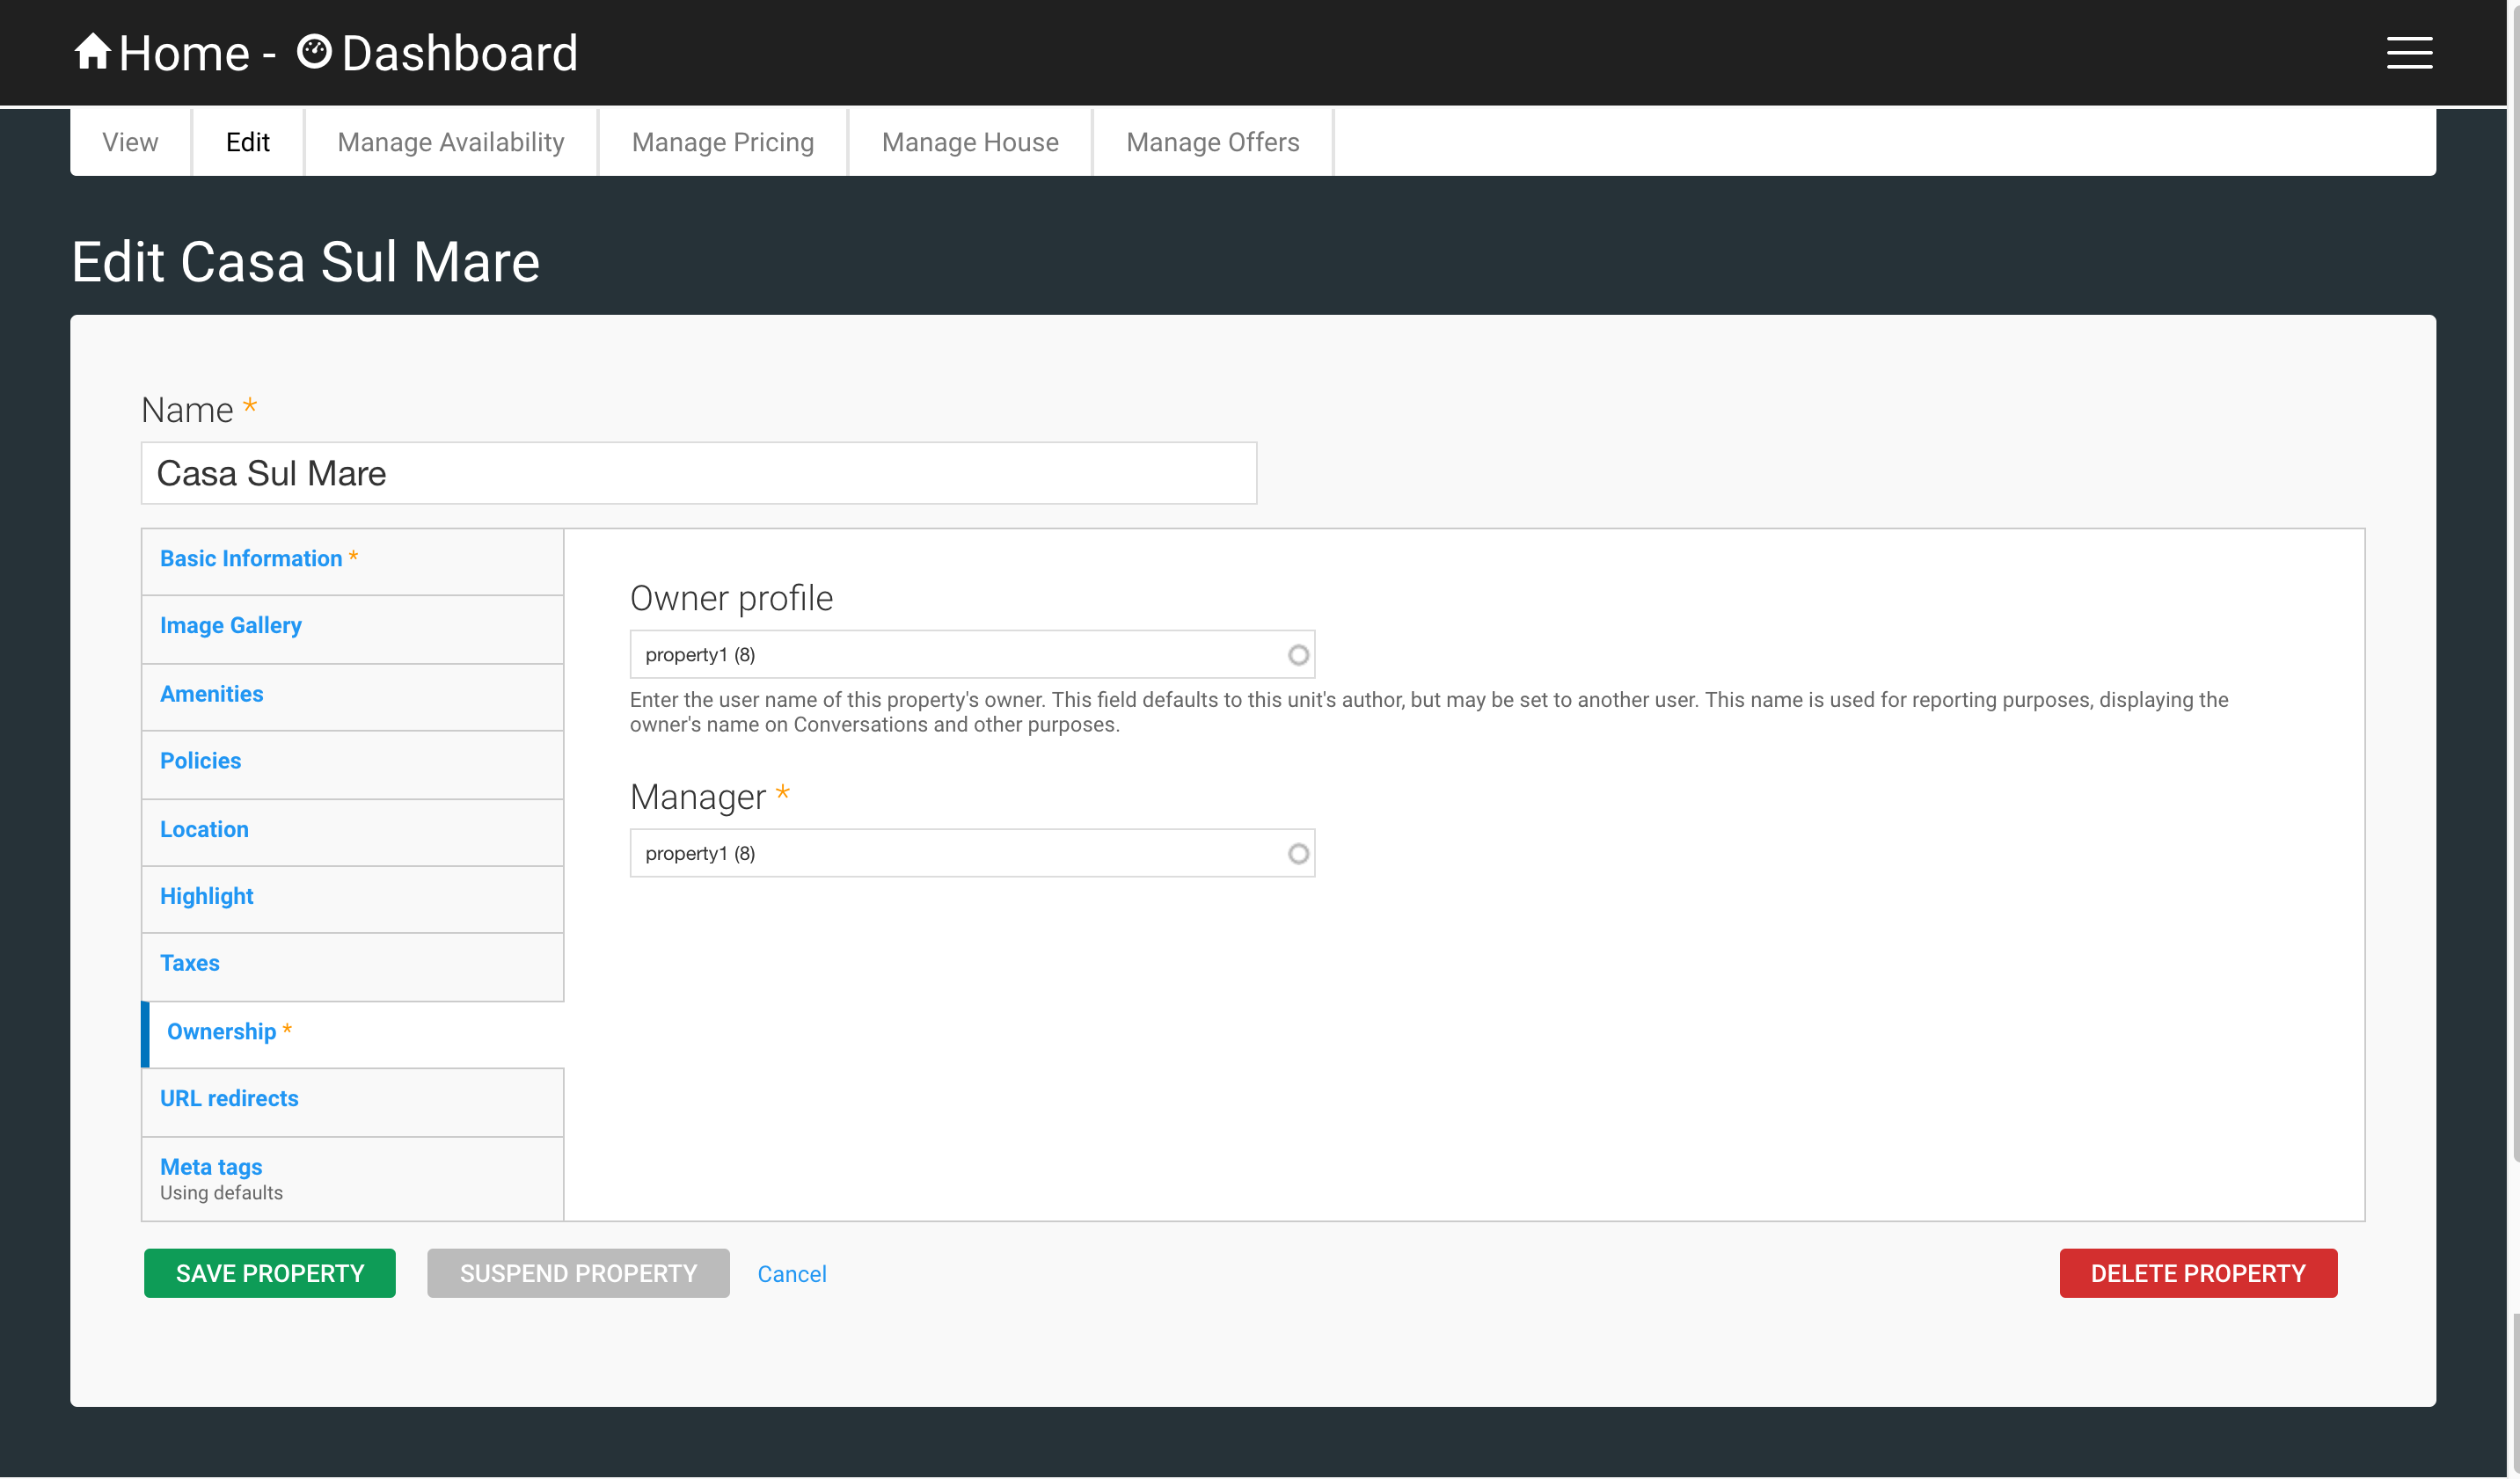 Home - Dashboard
View Edit Manage Availability Manage Pricing Manage House Manage Offers
Edit Casa Sul Mare
Name *
Casa Sul Mare
Basic Information *
Image Gallery
Amenities
Policies
Location
Highlight
Taxes
Ownership *
URL redirects
Meta tags
Using defaults
Owner profile
property1 (8)
Enter the user name of this property's owner. This field defaults to this unit's author, but may be set to another user. This name is used for reporting purposes, displaying the
owner's name on Conversations and other purposes.
Manager *
property1 (8)
SAVE PROPERTY SUSPEND PROPERTY Cancel DELETE PROPERTY